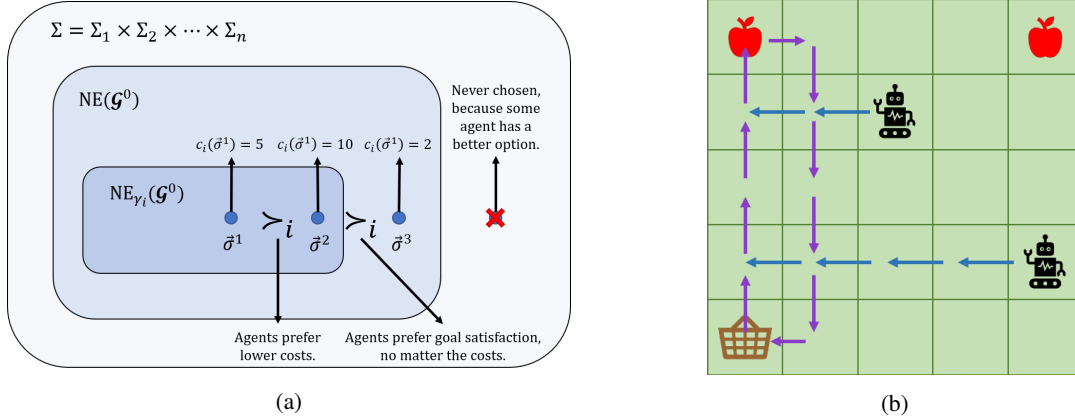 Σ = Σ₁ × Σ₂ × ⋯ × Σₙ
NE(𝓖⁰)
Never chosen,
because some
agent has a
better option.
cᵢ(σ⃗¹) = 5
cᵢ(σ⃗¹) = 10
cᵢ(σ⃗¹) = 2
NE_γᵢ(𝓖⁰)
σ⃗¹ ≻ᵢ σ⃗² ≻ᵢ σ⃗³
Agents prefer
lower costs.
Agents prefer goal satisfaction,
no matter the costs.
(a)
(b)